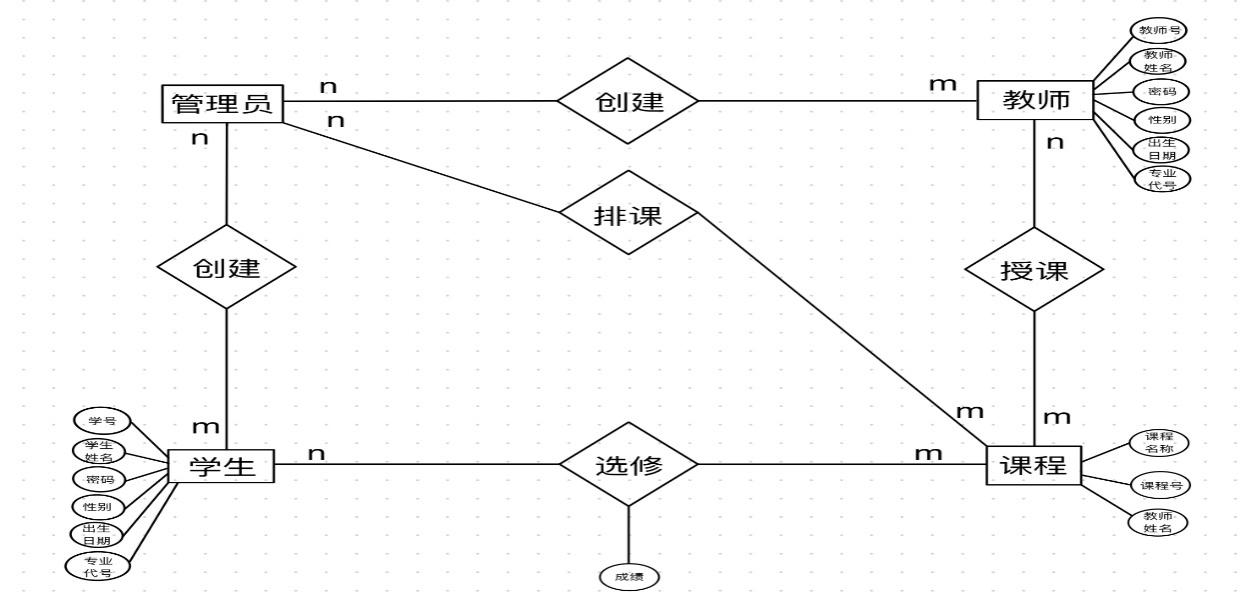 教师号
教师
姓名
密码
性别
出生
日期
专业
代号
n
创建
m
管理员
教师
n
n
n
排课
创建
授课
m
m
m
学号
学生
姓名
密码
性别
出生
日期
专业
代号
学生
n
选修
m
课程
课程
名称
课程号
教师
姓名
成绩